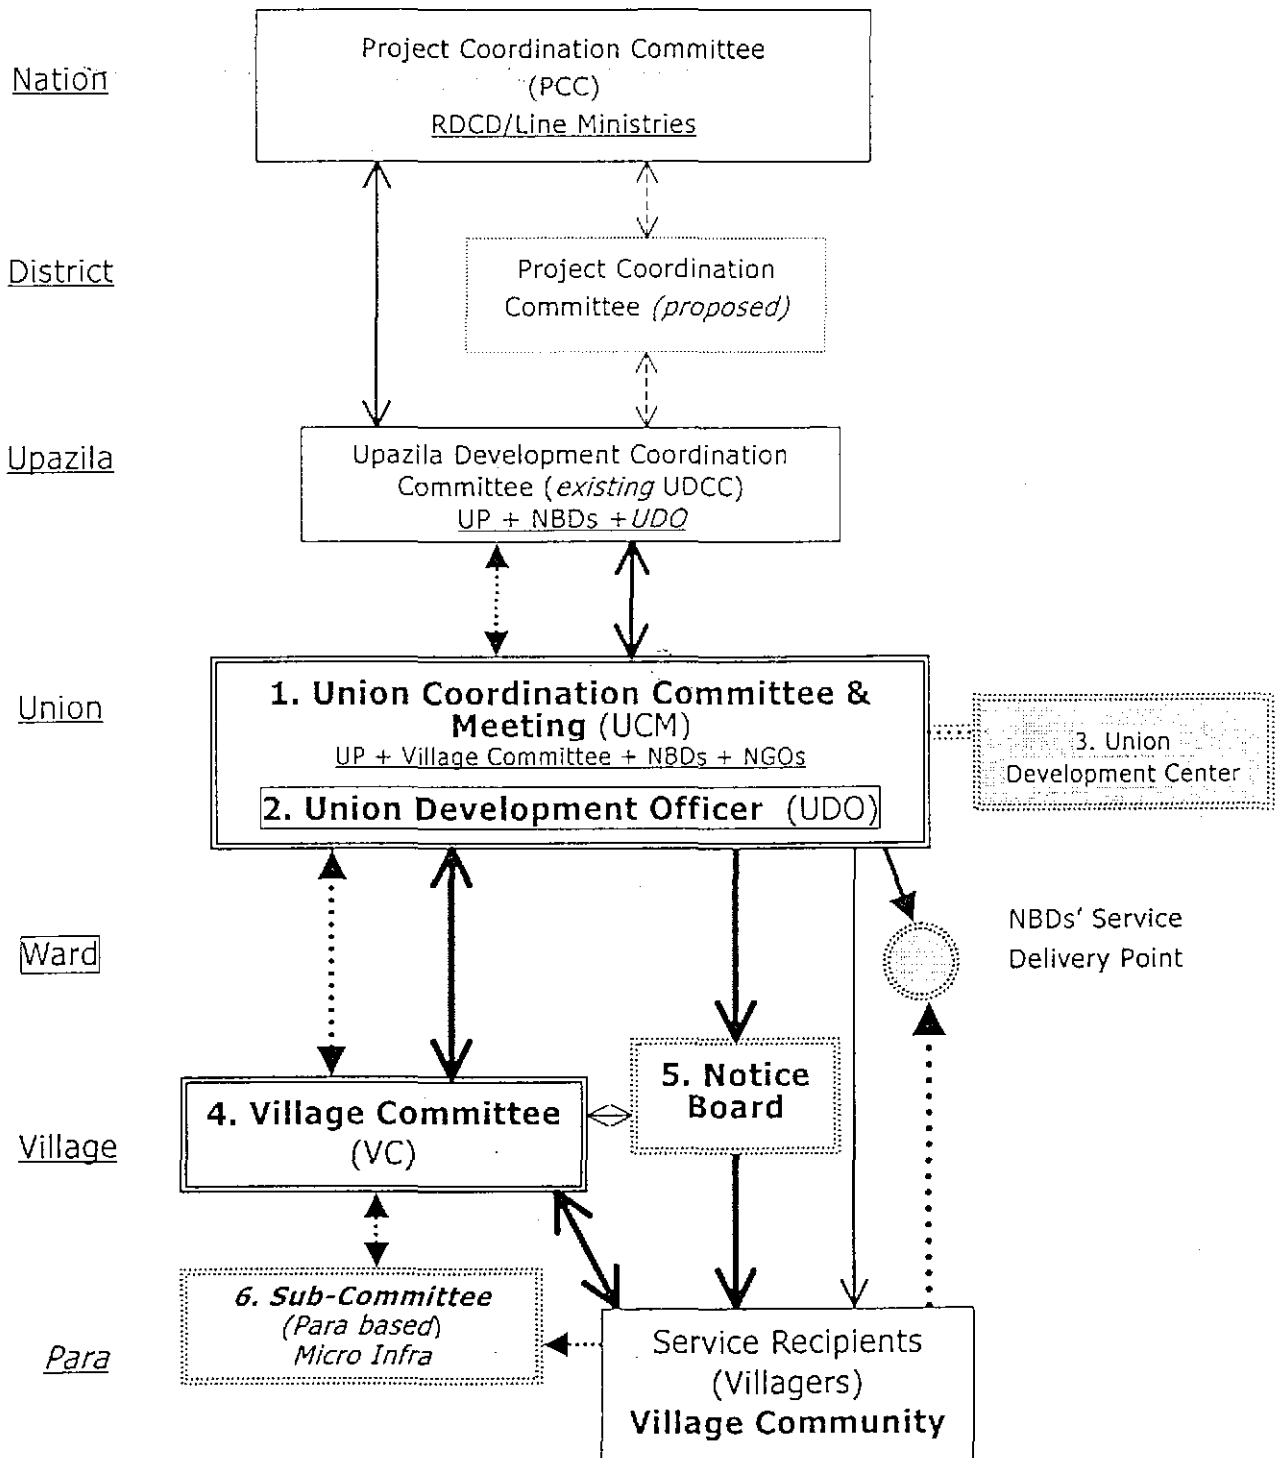 Nation
Project Coordination Committee
(PCC)
RDCD/Line Ministries
District
Project Coordination
Committee (proposed)
Upazila
Upazila Development Coordination
Committee (existing UDCC)
UP + NBDs +UDO
Union
1. Union Coordination Committee &
Meeting (UCM)
UP + Village Committee + NBDs + NGOs
2. Union Development Officer (UDO)
3. Union
Development Center
Ward
NBDs' Service
Delivery Point
Village
4. Village Committee
(VC)
5. Notice
Board
Para
6. Sub-Committee
(Para based)
Micro Infra
Service Recipients
(Villagers)
Village Community